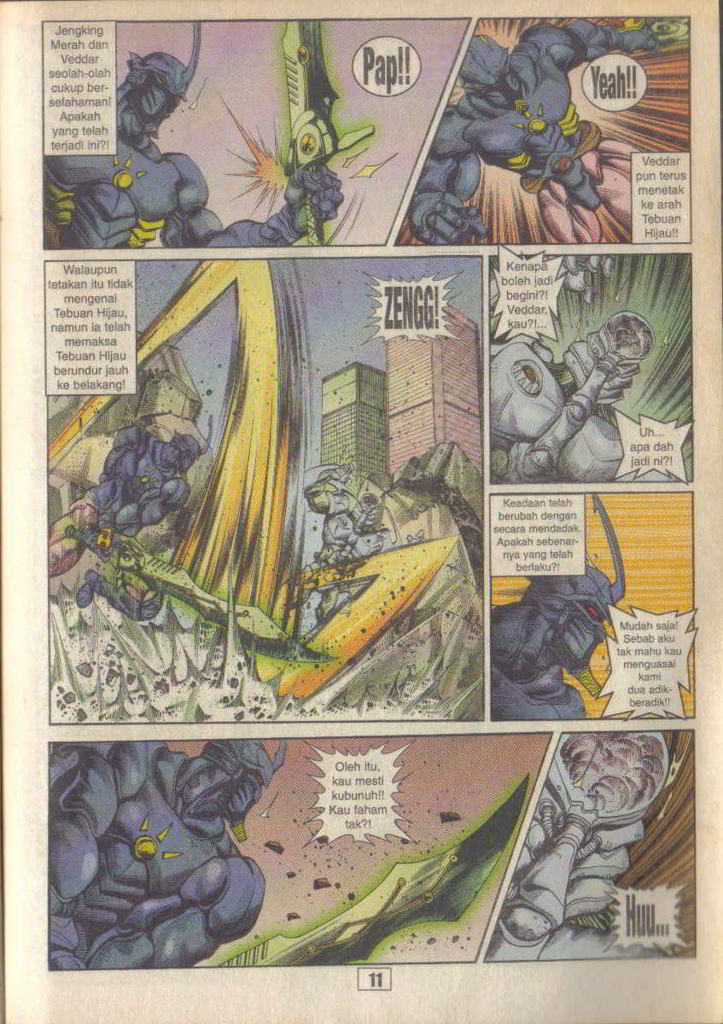 Jengking
Merah dan
Veddar
seolah-olah
cukup ber-
sefahaman!
Apakah
yang telah
terjadi ini?!
Pap!!
Yeah!!
Veddar
pun terus
menetak
ke arah
Tebuan
Hijau!!
Walaupun
tetakan itu tidak
mengenai
Tebuan Hijau,
namun ia telah
memaksa
Tebuan Hijau
berundur jauh
ke belakang!
ZENGG!
Kenapa
boleh jadi
begini?!
Veddar,
kau?!...
Uh...
apa dah
jadi ni?!
Keadaan telah
berubah dengan
secara mendadak.
Apakah sebenar-
nya yang telah
berlaku?!
Mudah saja!
Sebab aku
tak mahu kau
menguasai
kami
dua adik-
beradik!!
Oleh itu,
kau mesti
kubunuh!!
Kau faham
tak?!
Huu...
11